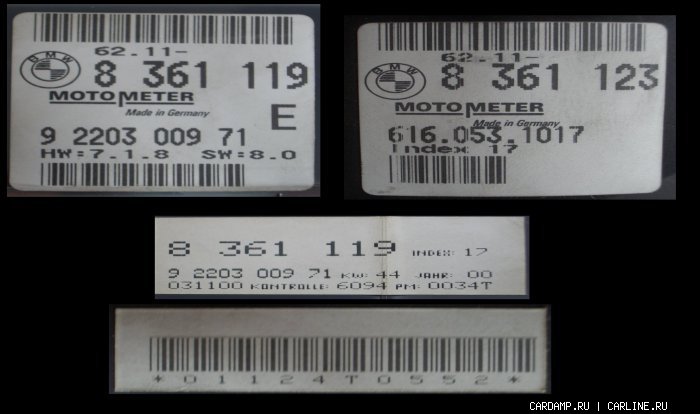 62.11-
BMW
8 361 119
MOTOMETER
Made in Germany
E
9 2203 009 71
HW:7.1.8 SW:8.0
62.11-
BMW
8 361 123
MOTOMETER
Made in Germany
616.053.1017
Index 17
8 361 119 INDEX: 17
9 2203 009 71 KW: 44 JAHR: 00
031100 KONTROLLE: 6094 PM: 0034T
*01124T0552*
CARDAMP.RU | CARLINE.RU